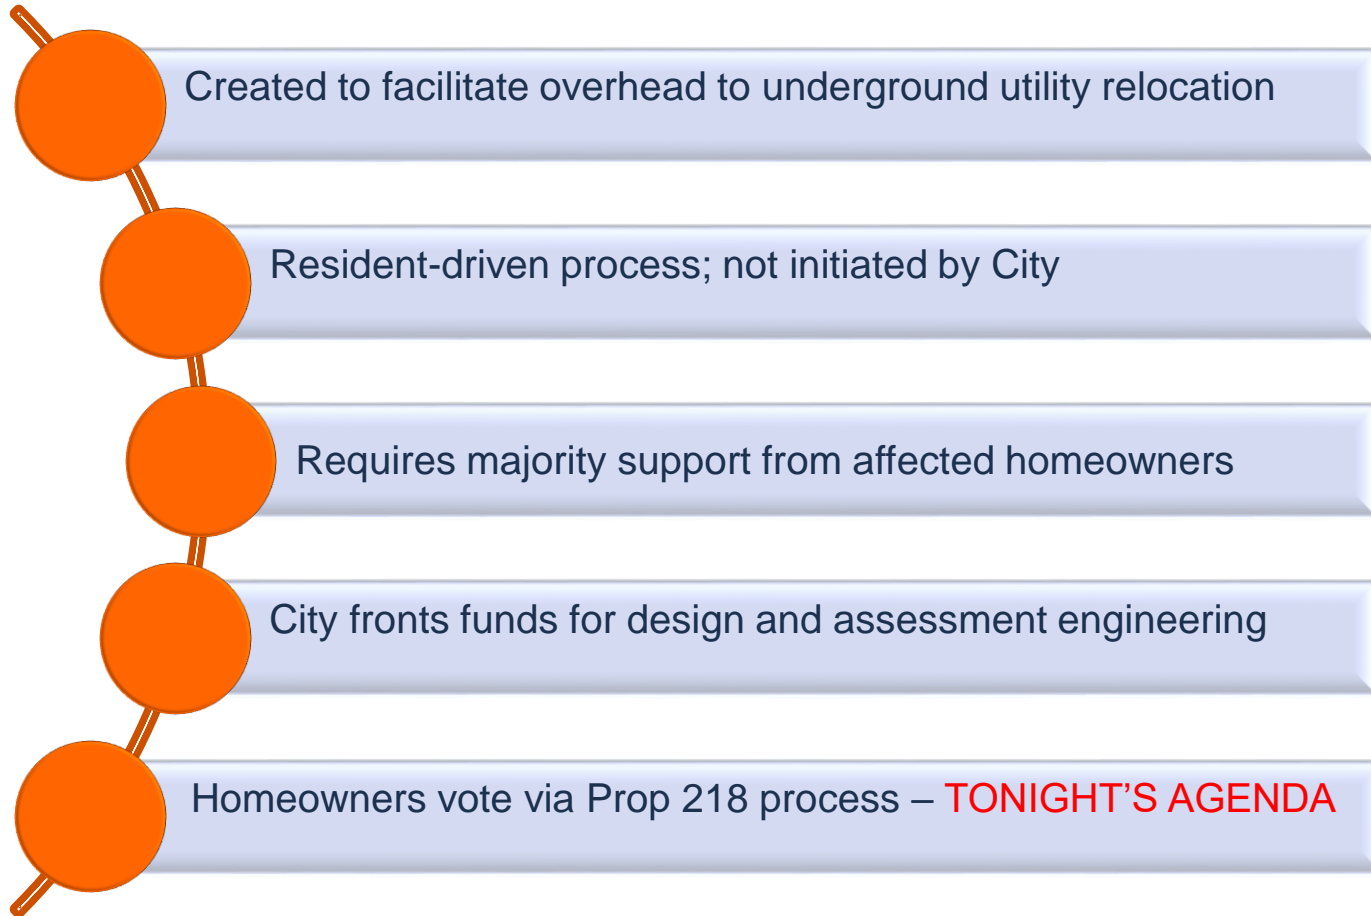 Created to facilitate overhead to underground utility relocation
Resident-driven process; not initiated by City
Requires majority support from affected homeowners
City fronts funds for design and assessment engineering
Homeowners vote via Prop 218 process – TONIGHT’S AGENDA